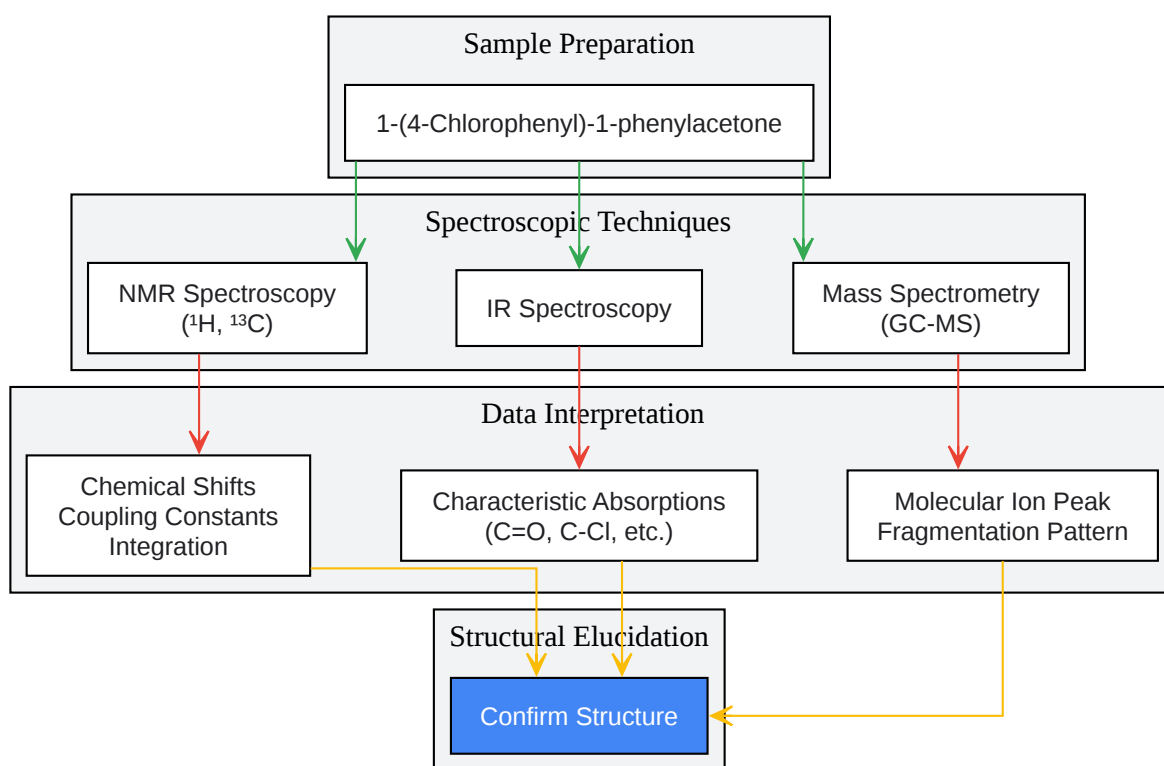 Sample Preparation
1-(4-Chlorophenyl)-1-phenylacetone
Spectroscopic Techniques
NMR Spectroscopy
(¹H, ¹³C)
IR Spectroscopy
Mass Spectrometry
(GC-MS)
Data Interpretation
Chemical Shifts
Coupling Constants
Integration
Characteristic Absorptions
(C=O, C-Cl, etc.)
Molecular Ion Peak
Fragmentation Pattern
Structural Elucidation
Confirm Structure